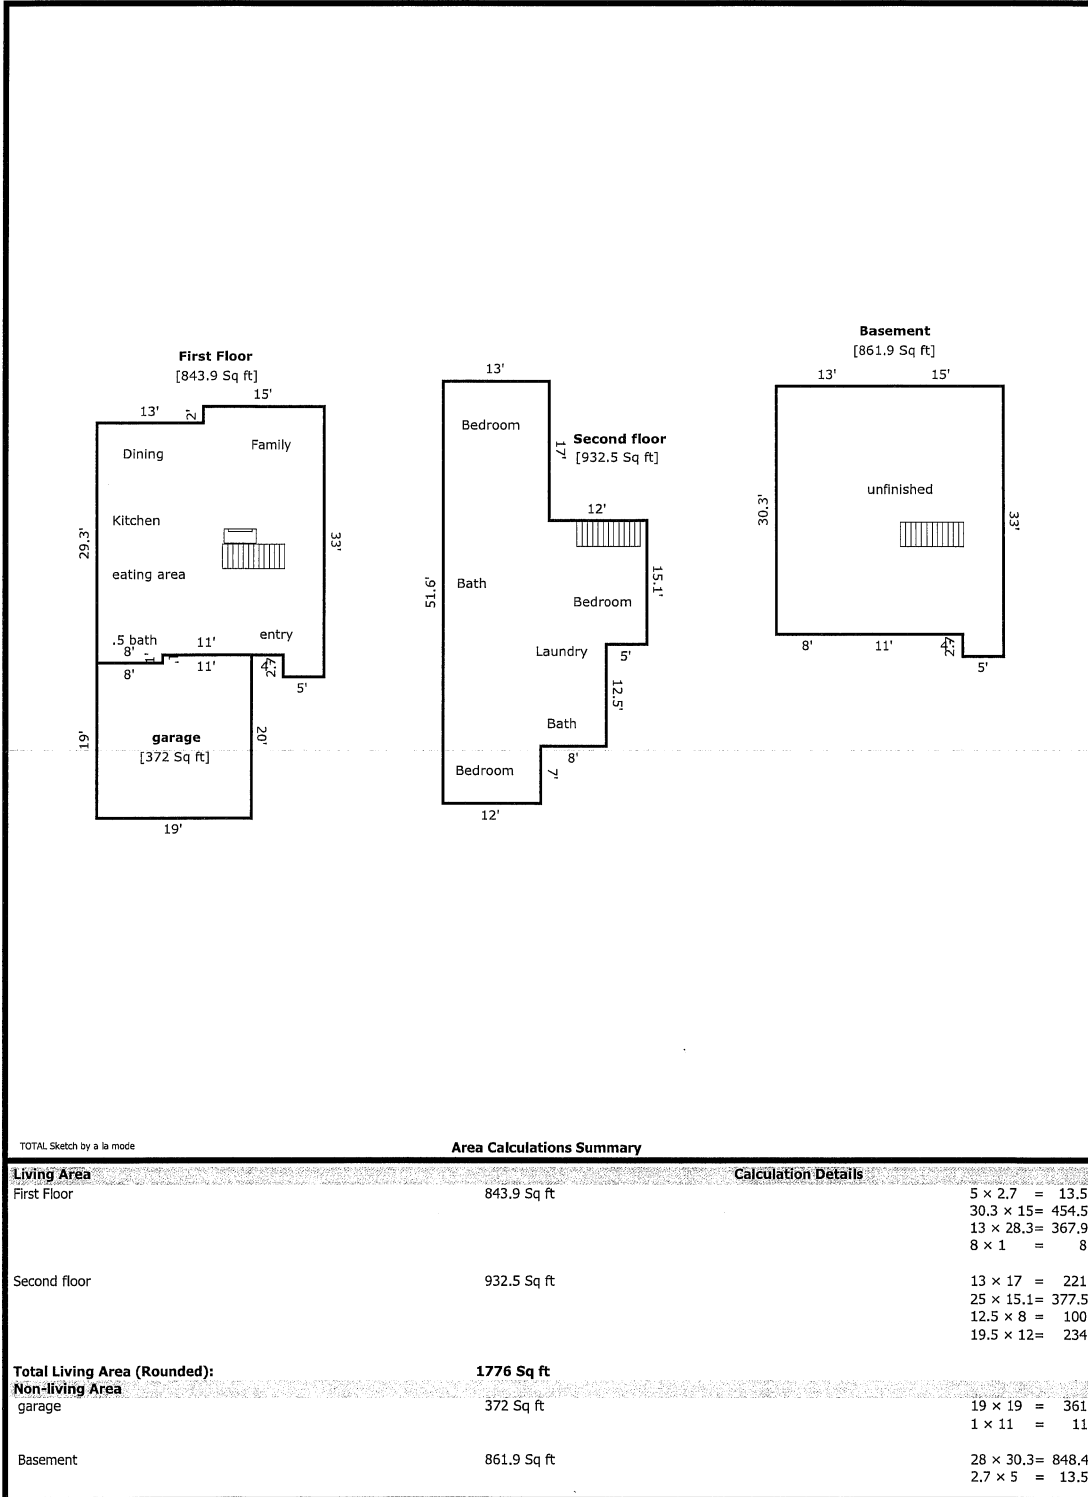 Basement
[861.9 Sq ft]
First Floor
[843.9 Sq ft]
13'
15'
13'
15'
13'
2'
Dining
Family
Bedroom
17'
Second floor
[932.5 Sq ft]
Kitchen
eating area
29.3'
33'
12'
unfinished
30.3'
33'
51.6'
Bath
Bedroom
15.1'
.5 bath
11'
entry
8'
1'
1'
8'
11'
4'
2.7'
5'
Laundry
5'
12.5'
8'
11'
4'
2.7'
5'
19'
garage
[372 Sq ft]
20'
Bath
8'
Bedroom
7'
12'
19'
TOTAL Sketch by a la mode
Area Calculations Summary
Living Area Calculation Details
First Floor 843.9 Sq ft 5 × 2.7 = 13.5
30.3 × 15= 454.5
13 × 28.3= 367.9
8 × 1 = 8
Second floor 932.5 Sq ft 13 × 17 = 221
25 × 15.1= 377.5
12.5 × 8 = 100
19.5 × 12= 234
Total Living Area (Rounded): 1776 Sq ft
Non-living Area
garage 372 Sq ft 19 × 19 = 361
1 × 11 = 11
Basement 861.9 Sq ft 28 × 30.3= 848.4
2.7 × 5 = 13.5